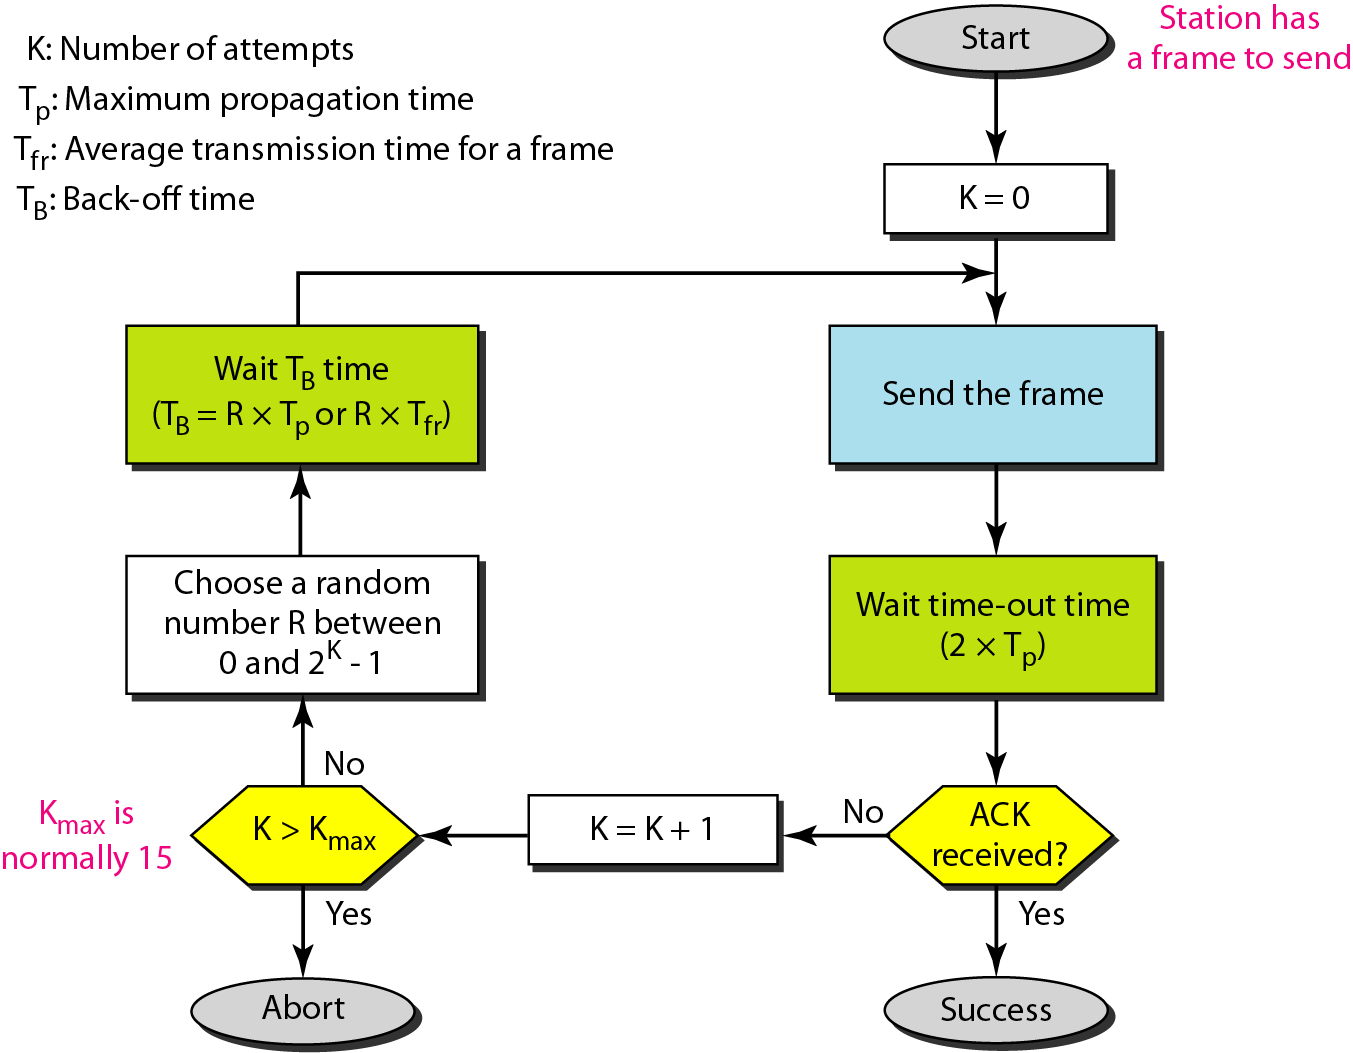 K: Number of attempts
Tp: Maximum propagation time
Tfr: Average transmission time for a frame
TB: Back-off time
Start
Station has
a frame to send
K = 0
Wait TB time
(TB = R × Tp or R × Tfr)
Send the frame
Choose a random
number R between
0 and 2^K - 1
Wait time-out time
(2 × Tp)
No
Kmax is
normally 15
K > Kmax
K = K + 1
No
ACK
received?
Yes
Yes
Abort
Success